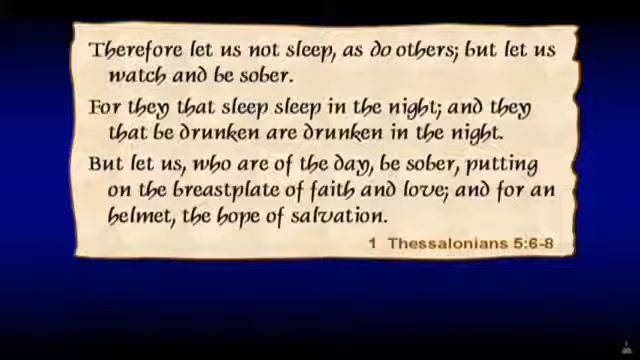 Therefore let us not sleep, as do others; but let us
watch and be sober.
For they that sleep sleep in the night; and they
that be drunken are drunken in the night.
But let us, who are of the day, be sober, putting
on the breastplate of faith and love; and for an
helmet, the hope of salvation.
1 Thessalonians 5:6-8